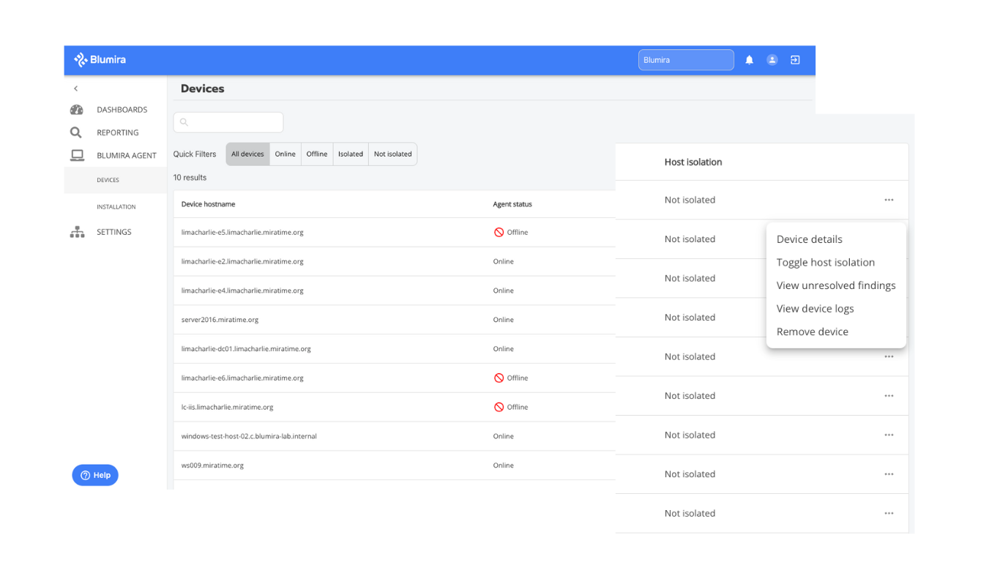 Blumira
Blumira
Devices
DASHBOARDS
REPORTING
BLUMIRA AGENT
DEVICES
INSTALLATION
SETTINGS
Help
Quick Filters All devices Online Offline Isolated Not isolated
10 results
Device hostname Agent status
limacharlie-e5.limacharlie.miratime.org Offline
limacharlie-e2.limacharlie.miratime.org Online
limacharlie-e4.limacharlie.miratime.org Online
server2016.miratime.org Online
limacharlie-dc01.limacharlie.miratime.org Online
limacharlie-e6.limacharlie.miratime.org Offline
lc-iis.limacharlie.miratime.org Offline
windows-test-host-02.c.blumira-lab.internal Online
ws009.miratime.org Online
Host isolation
Not isolated
Not isolated
Not isolated
Not isolated
Not isolated
Not isolated
Not isolated
Not isolated
Not isolated
Device details
Toggle host isolation
View unresolved findings
View device logs
Remove device